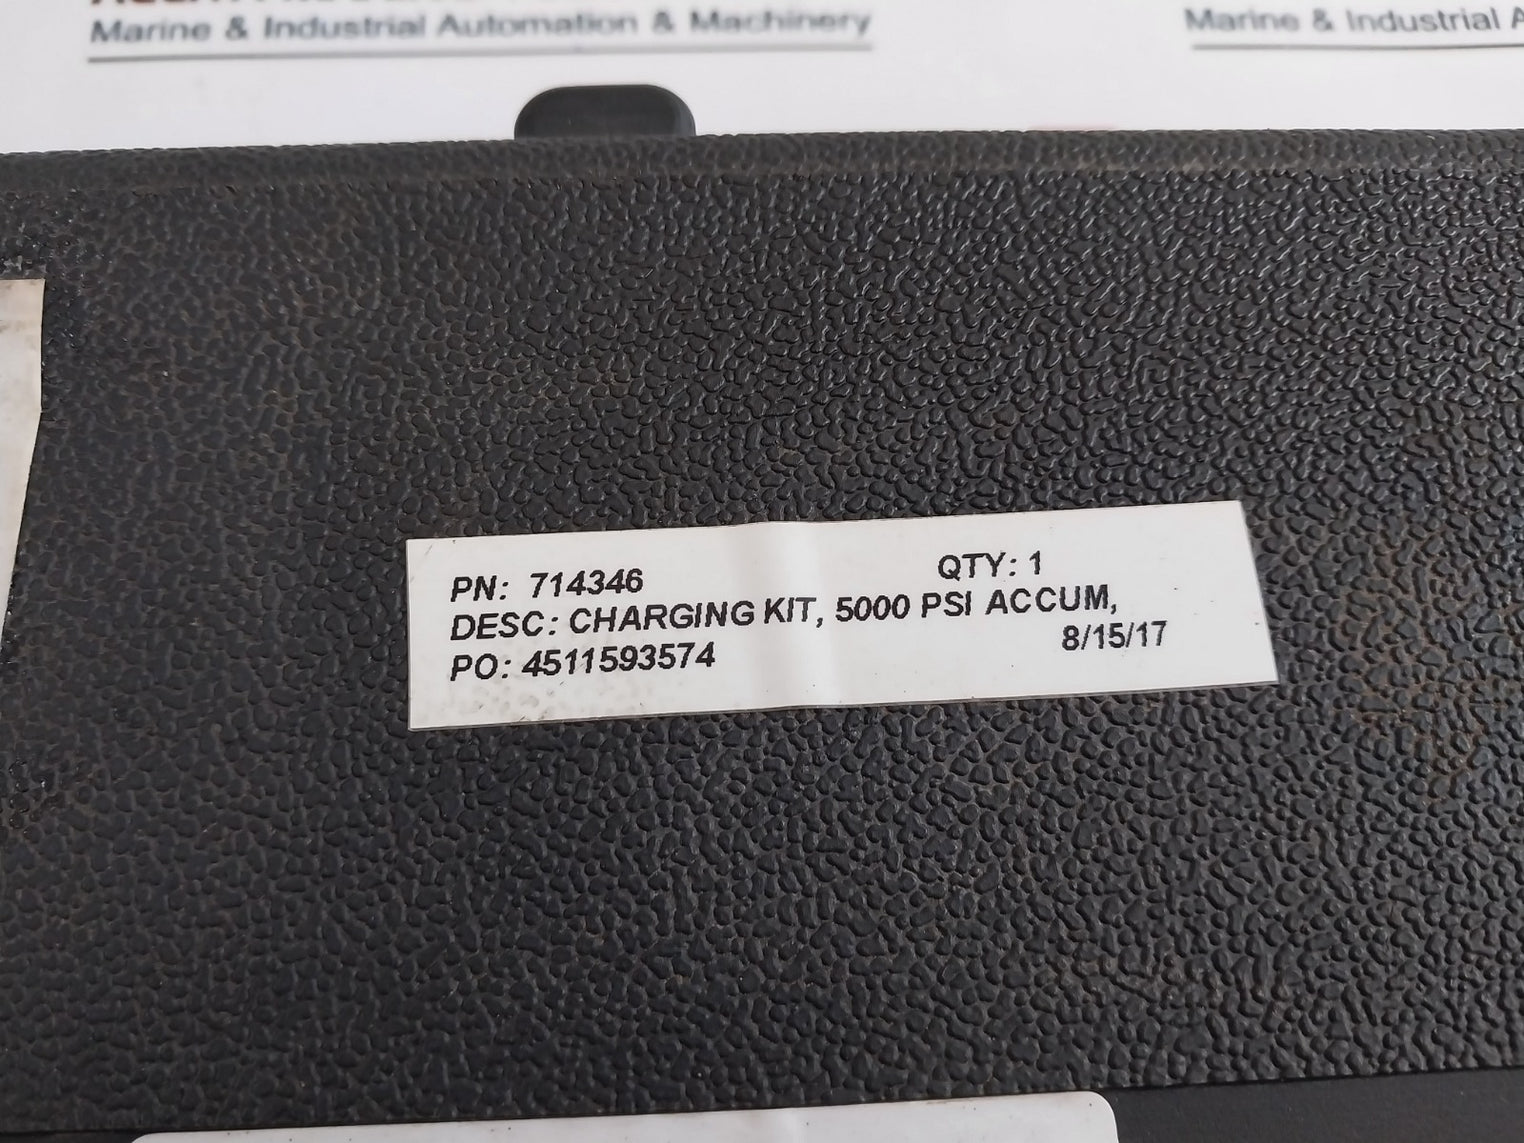 Marine & Industrial Automation & Machinery
Marine & Industrial
PN: 714346 QTY: 1
DESC: CHARGING KIT, 5000 PSI ACCUM,
PO: 4511593574 8/15/17